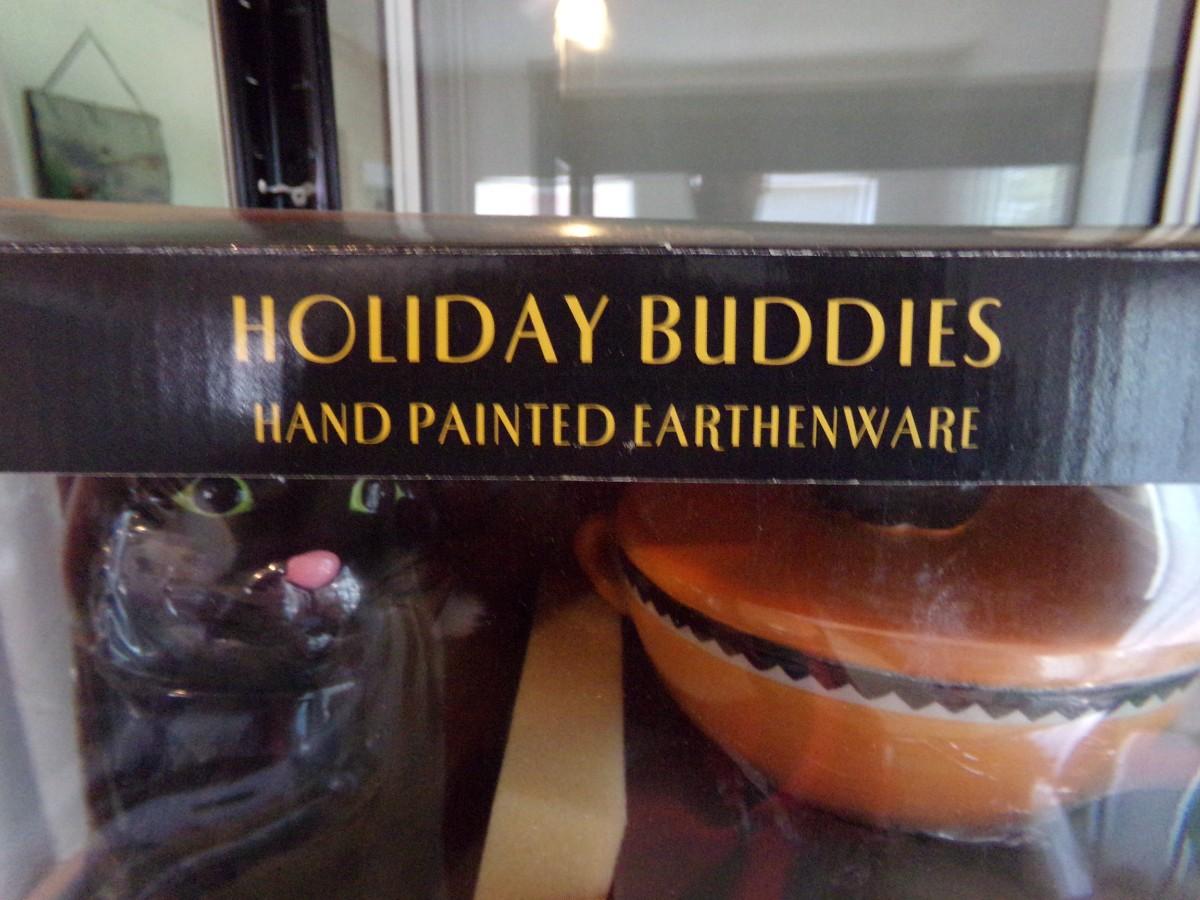 HOLIDAY BUDDIES
HAND PAINTED EARTHENWARE